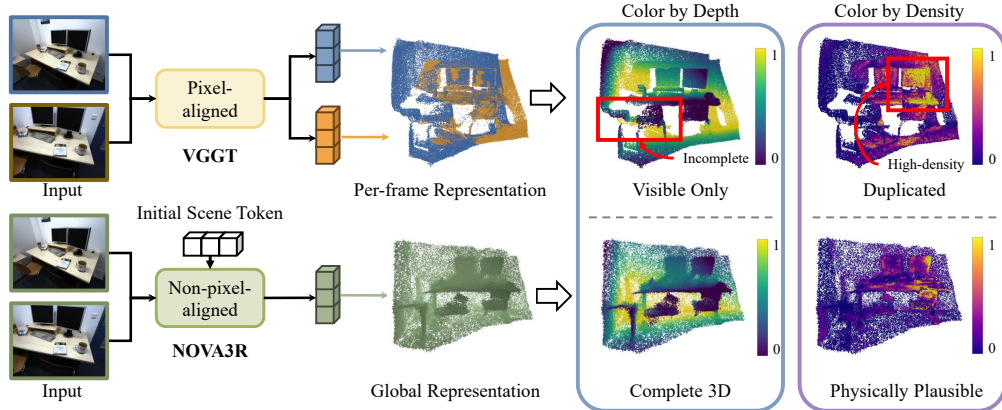 Color by Depth
Color by Density
Pixel-
aligned
VGGT
Input
Per-frame Representation
1
0
Incomplete
Visible Only
1
0
High-density
Duplicated
Initial Scene Token
Non-pixel-
aligned
NOVA3R
Input
Global Representation
1
0
Complete 3D
1
0
Physically Plausible